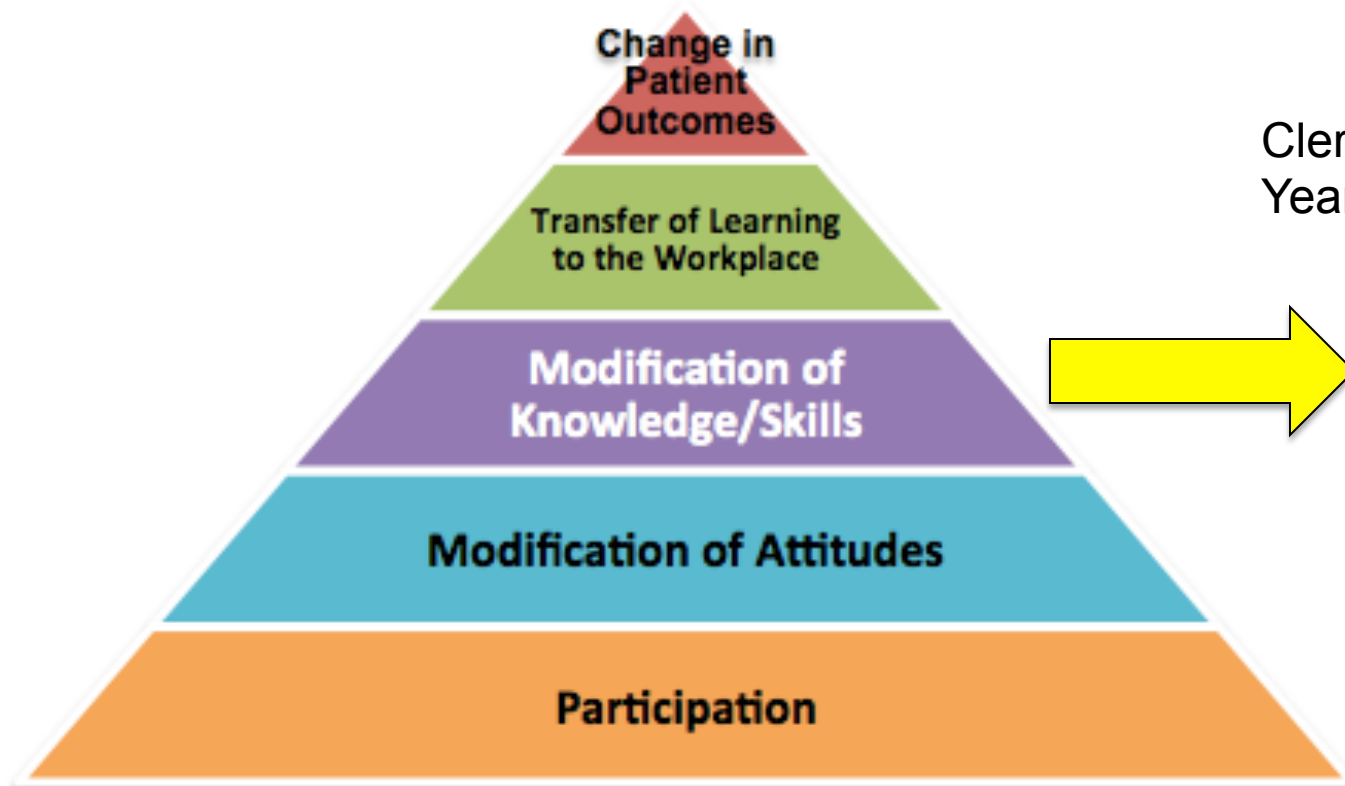 Change in
Patient
Outcomes
Transfer of Learning
to the Workplace
Modification of
Knowledge/Skills
Modification of Attitudes
Participation